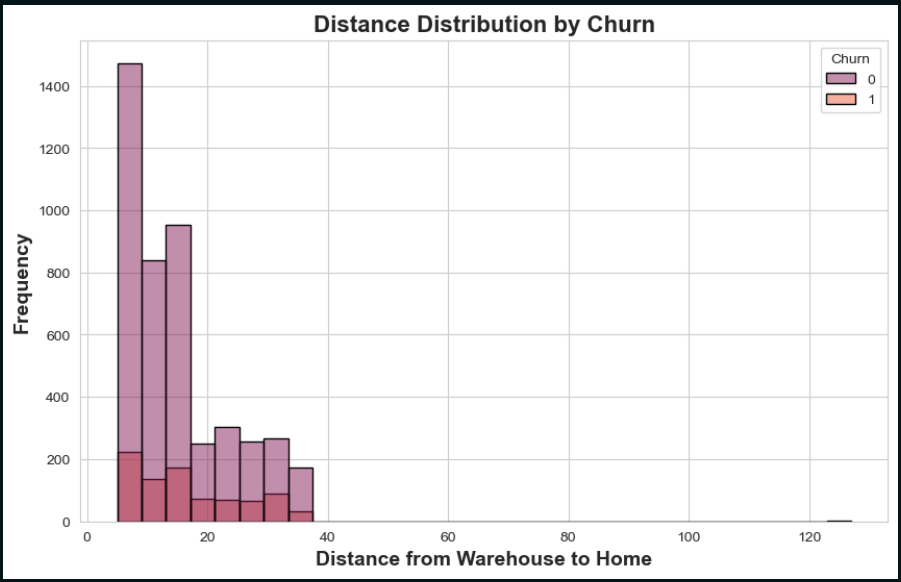 Distance Distribution by Churn
Churn
0
1
1400
1200
1000
800
600
400
200
0
Frequency
0 20 40 60 80 100 120
Distance from Warehouse to Home